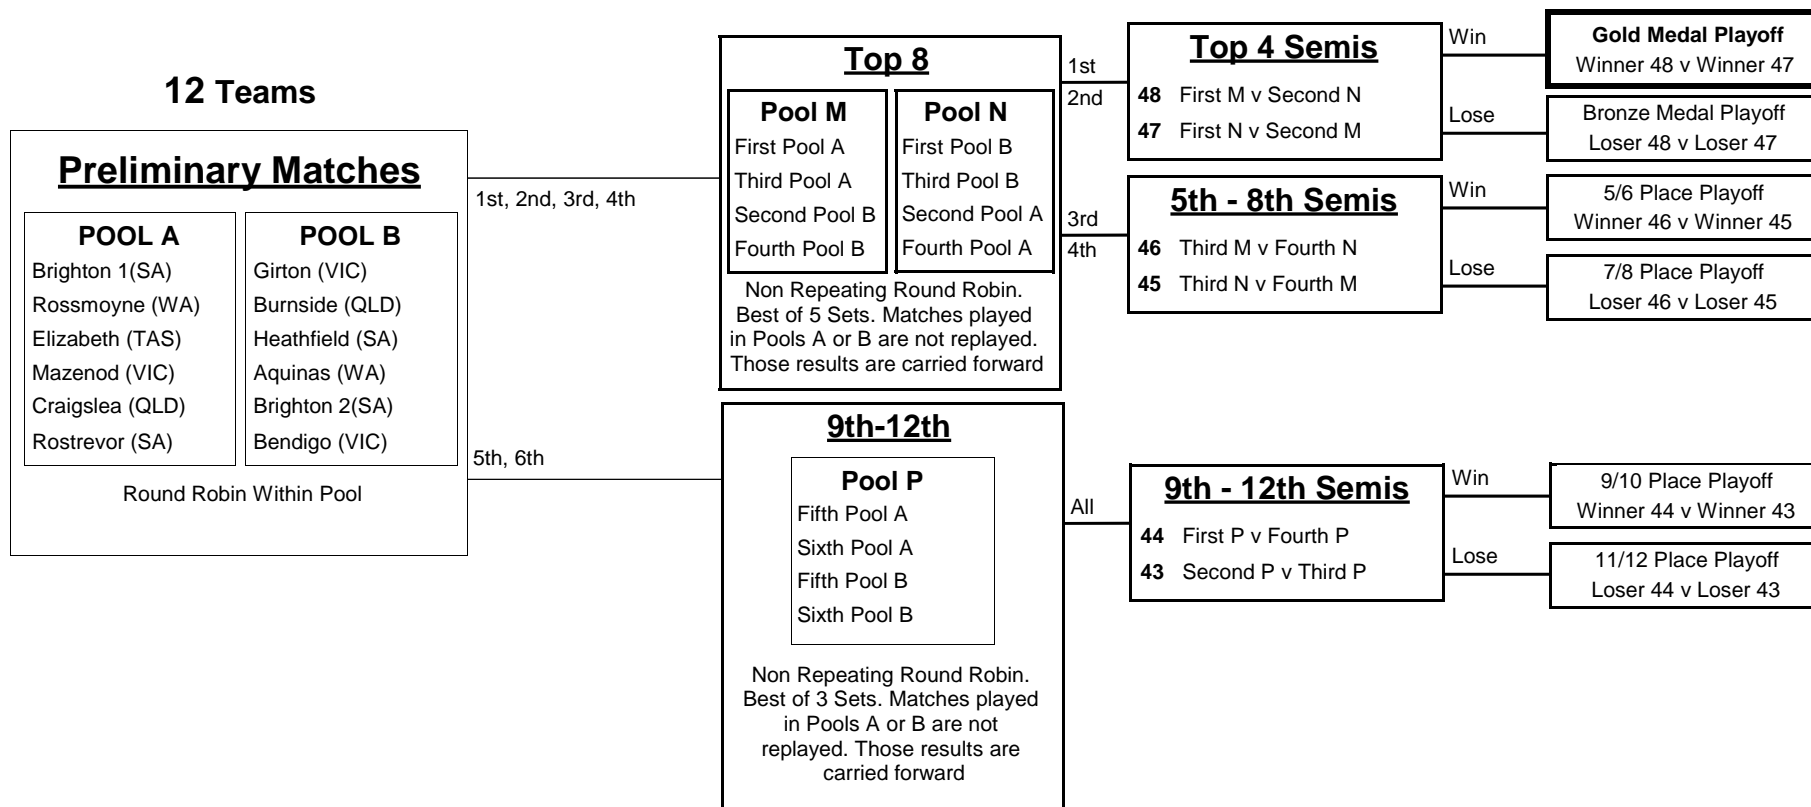 12 Teams
Preliminary Matches
POOL A
Brighton 1(SA)
Rossmoyne (WA)
Elizabeth (TAS)
Mazenod (VIC)
Craigslea (QLD)
Rostrevor (SA)
POOL B
Girton (VIC)
Burnside (QLD)
Heathfield (SA)
Aquinas (WA)
Brighton 2(SA)
Bendigo (VIC)
Round Robin Within Pool
1st, 2nd, 3rd, 4th
5th, 6th
Top 8
Pool M
First Pool A
Third Pool A
Second Pool B
Fourth Pool B
Pool N
First Pool B
Third Pool B
Second Pool A
Fourth Pool A
Non Repeating Round Robin.
Best of 5 Sets. Matches played
in Pools A or B are not replayed.
Those results are carried forward
9th-12th
Pool P
Fifth Pool A
Sixth Pool A
Fifth Pool B
Sixth Pool B
Non Repeating Round Robin.
Best of 3 Sets. Matches played
in Pools A or B are not
replayed. Those results are
carried forward
1st
2nd
3rd
4th
All
Top 4 Semis
48 First M v Second N
47 First N v Second M
5th - 8th Semis
46 Third M v Fourth N
45 Third N v Fourth M
9th - 12th Semis
44 First P v Fourth P
43 Second P v Third P
Win
Lose
Win
Lose
Win
Lose
Gold Medal Playoff
Winner 48 v Winner 47
Bronze Medal Playoff
Loser 48 v Loser 47
5/6 Place Playoff
Winner 46 v Winner 45
7/8 Place Playoff
Loser 46 v Loser 45
9/10 Place Playoff
Winner 44 v Winner 43
11/12 Place Playoff
Loser 44 v Loser 43